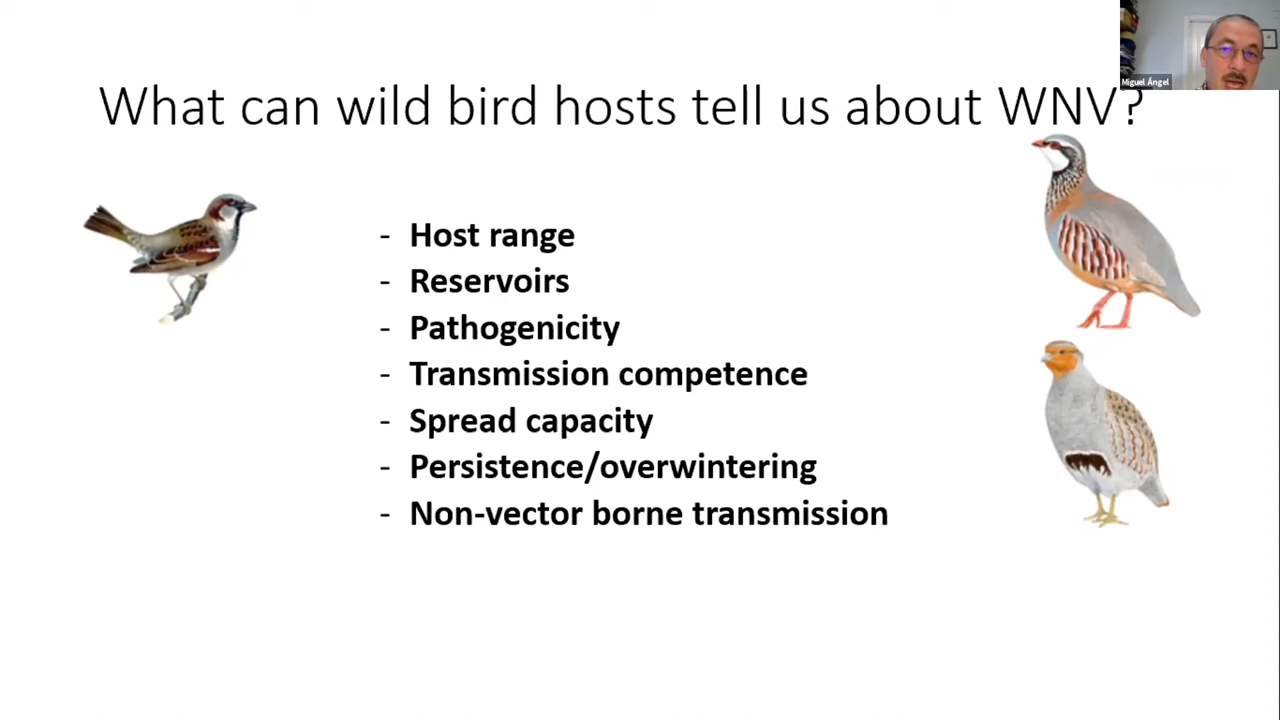 Miguel Ángel
What can wild bird hosts tell us about WNV?
- Host range
- Reservoirs
- Pathogenicity
- Transmission competence
- Spread capacity
- Persistence/overwintering
- Non-vector borne transmission